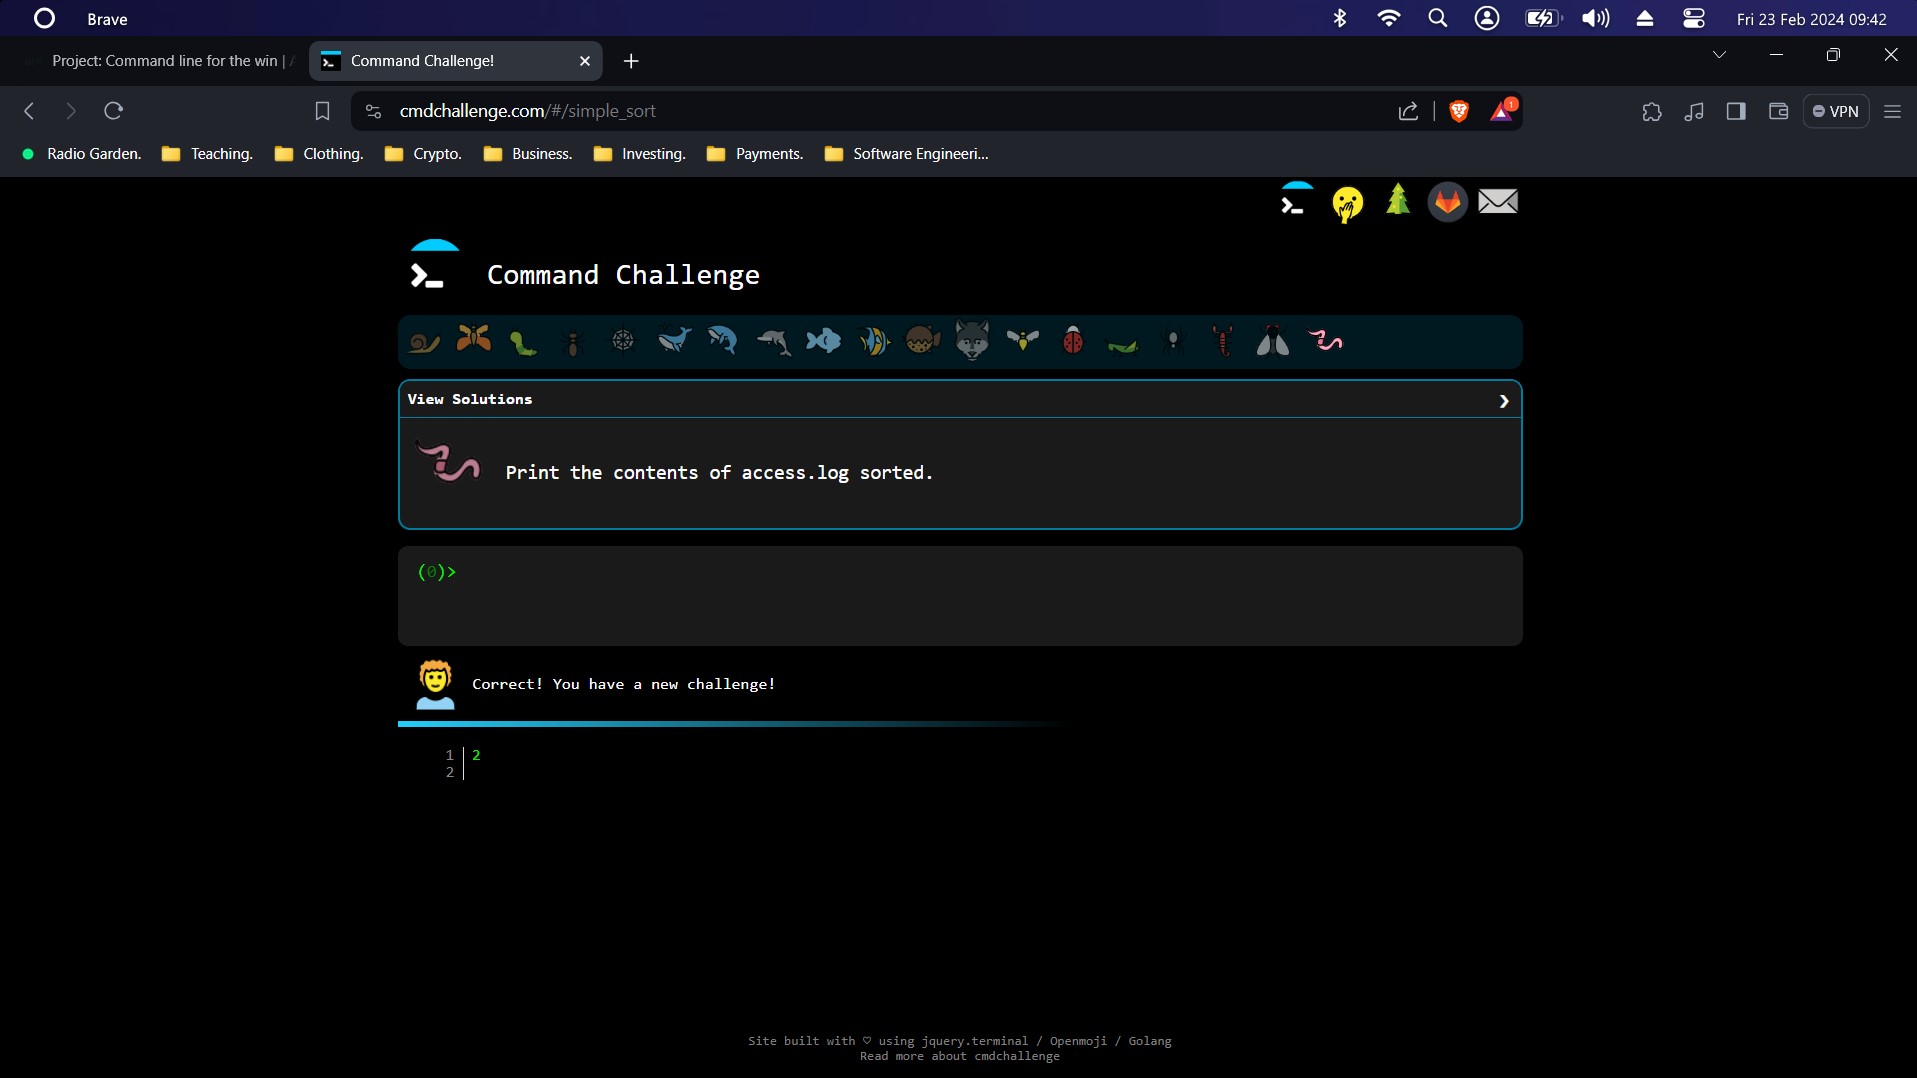 Brave
Fri 23 Feb 2024 09:42
Project: Command line for the win |
Command Challenge!
cmdchallenge.com/#/simple_sort
1
VPN
Radio Garden. Teaching. Clothing. Crypto. Business. Investing. Payments. Software Engineeri...
Command Challenge
View Solutions
Print the contents of access.log sorted.
(0)>
Correct! You have a new challenge!
1 2
2
Site built with ♡ using jquery.terminal / Openmoji / Golang
Read more about cmdchallenge